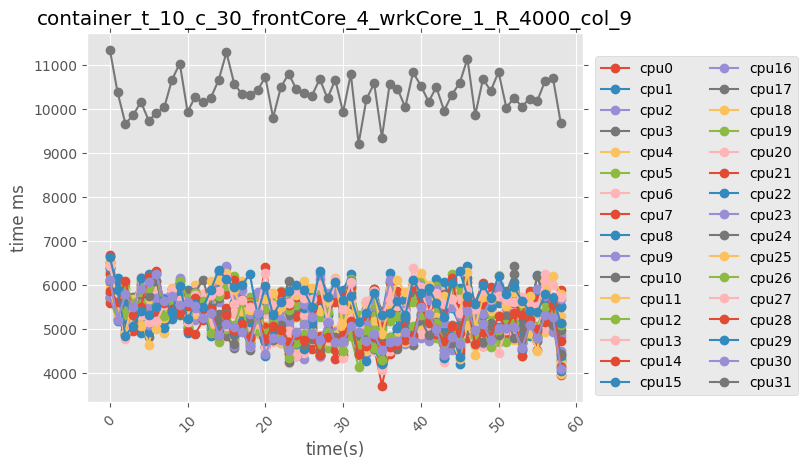 container_t_10_c_30_frontCore_4_wrkCore_1_R_4000_col_9
time ms
11000
10000
9000
8000
7000
6000
5000
4000
0
10
20
30
40
50
60
time(s)
cpu0
cpu1
cpu2
cpu3
cpu4
cpu5
cpu6
cpu7
cpu8
cpu9
cpu10
cpu11
cpu12
cpu13
cpu14
cpu15
cpu16
cpu17
cpu18
cpu19
cpu20
cpu21
cpu22
cpu23
cpu24
cpu25
cpu26
cpu27
cpu28
cpu29
cpu30
cpu31